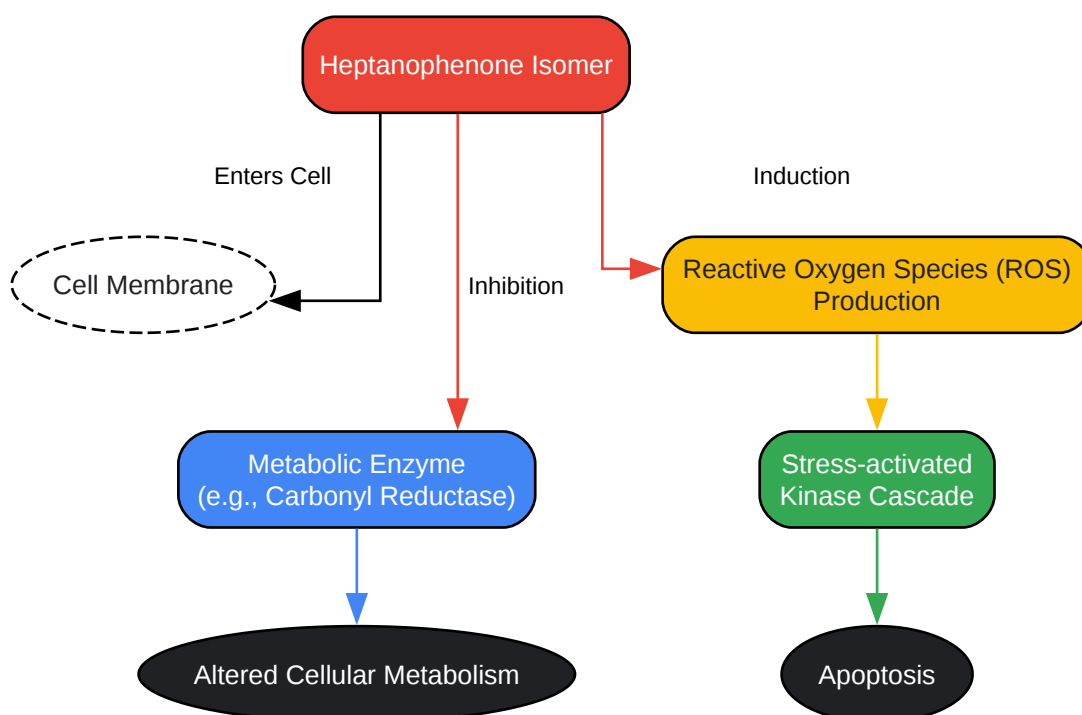 Heptanophenone Isomer
Enters Cell
Induction
Cell Membrane
Inhibition
Reactive Oxygen Species (ROS)
Production
Metabolic Enzyme
(e.g., Carbonyl Reductase)
Stress-activated
Kinase Cascade
Altered Cellular Metabolism
Apoptosis